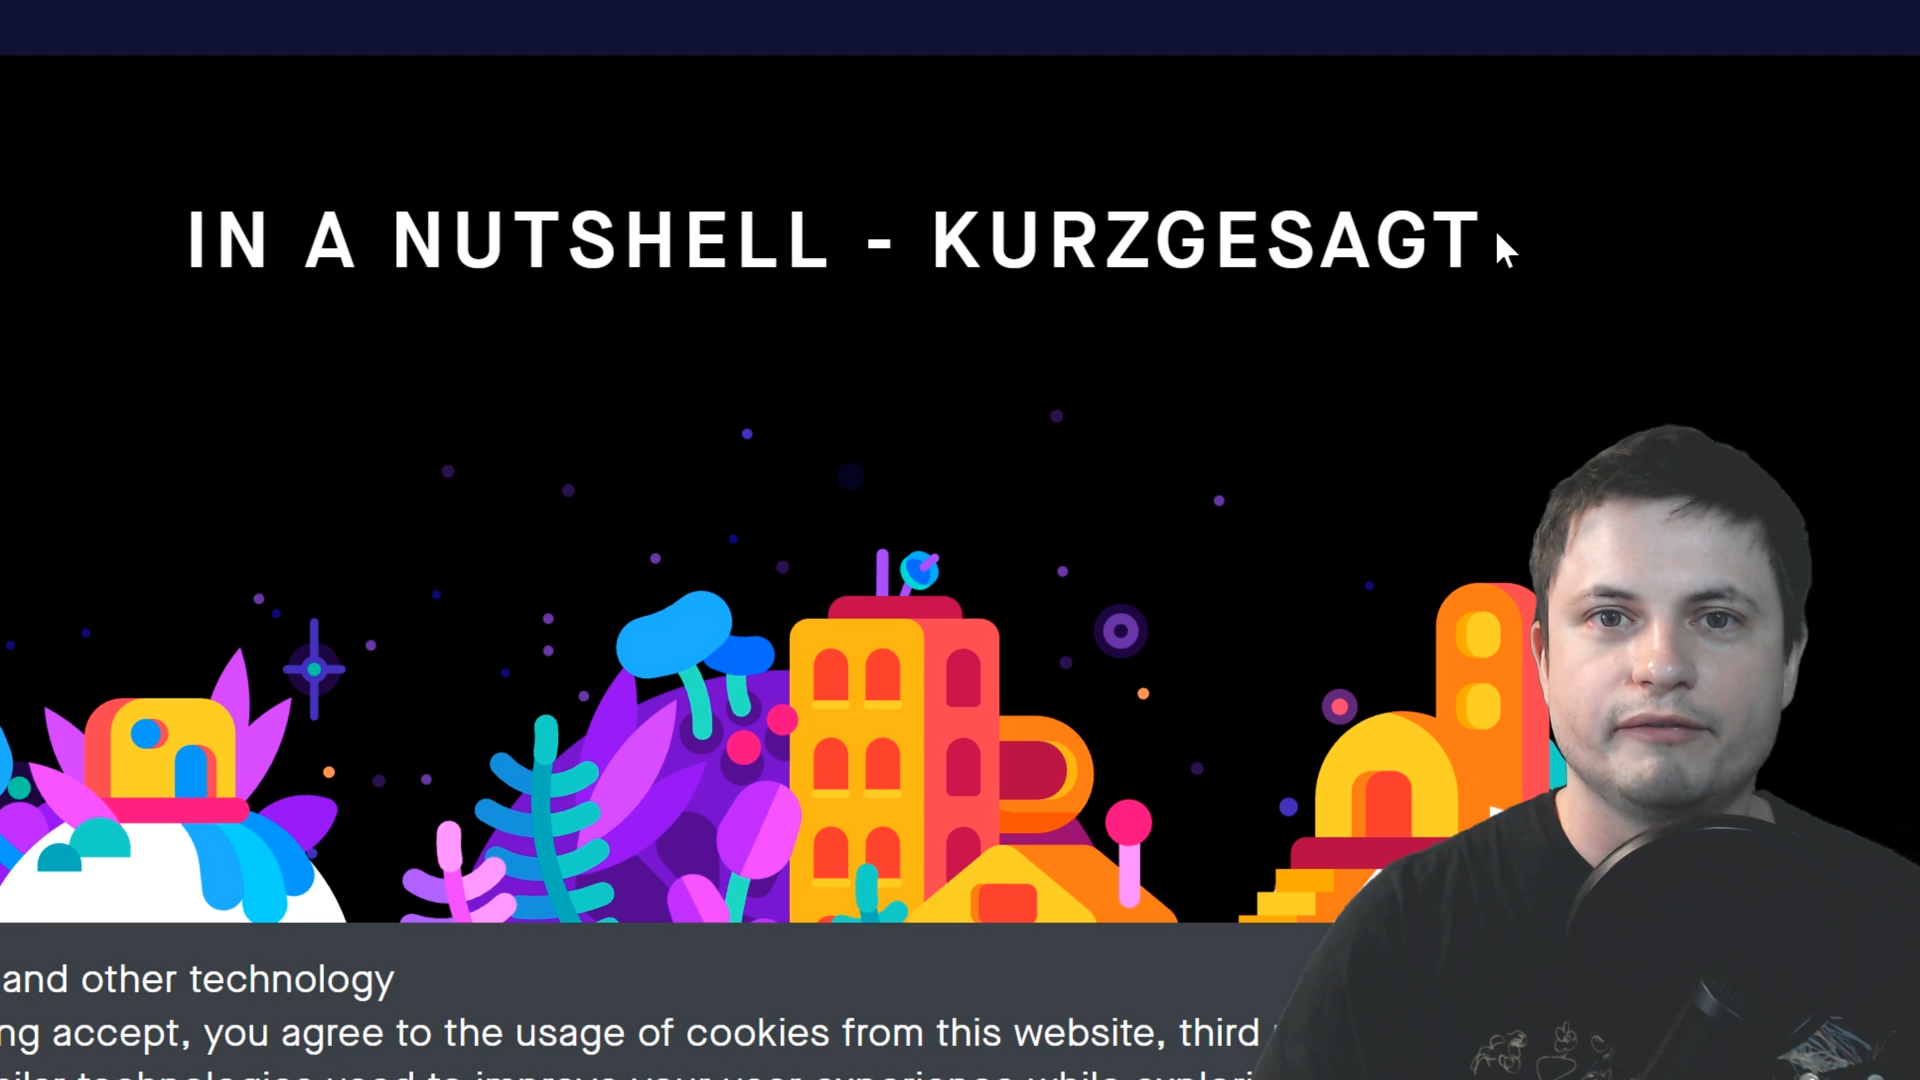 IN A NUTSHELL - KURZGESAGT
and other technology
ng accept, you agree to the usage of cookies from this website, third